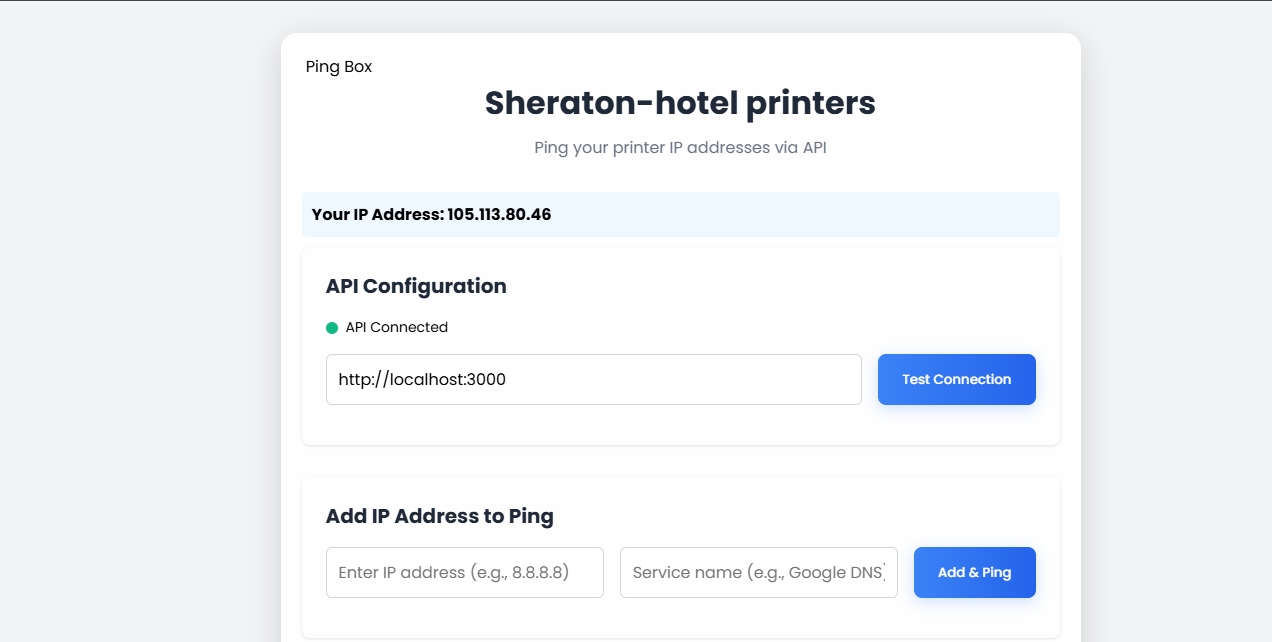 Ping Box
Sheraton-hotel printers
Ping your printer IP addresses via API
Your IP Address: 105.113.80.46
API Configuration
API Connected
http://localhost:3000
Test Connection
Add IP Address to Ping
Enter IP address (e.g., 8.8.8.8)
Service name (e.g., Google DNS)
Add & Ping